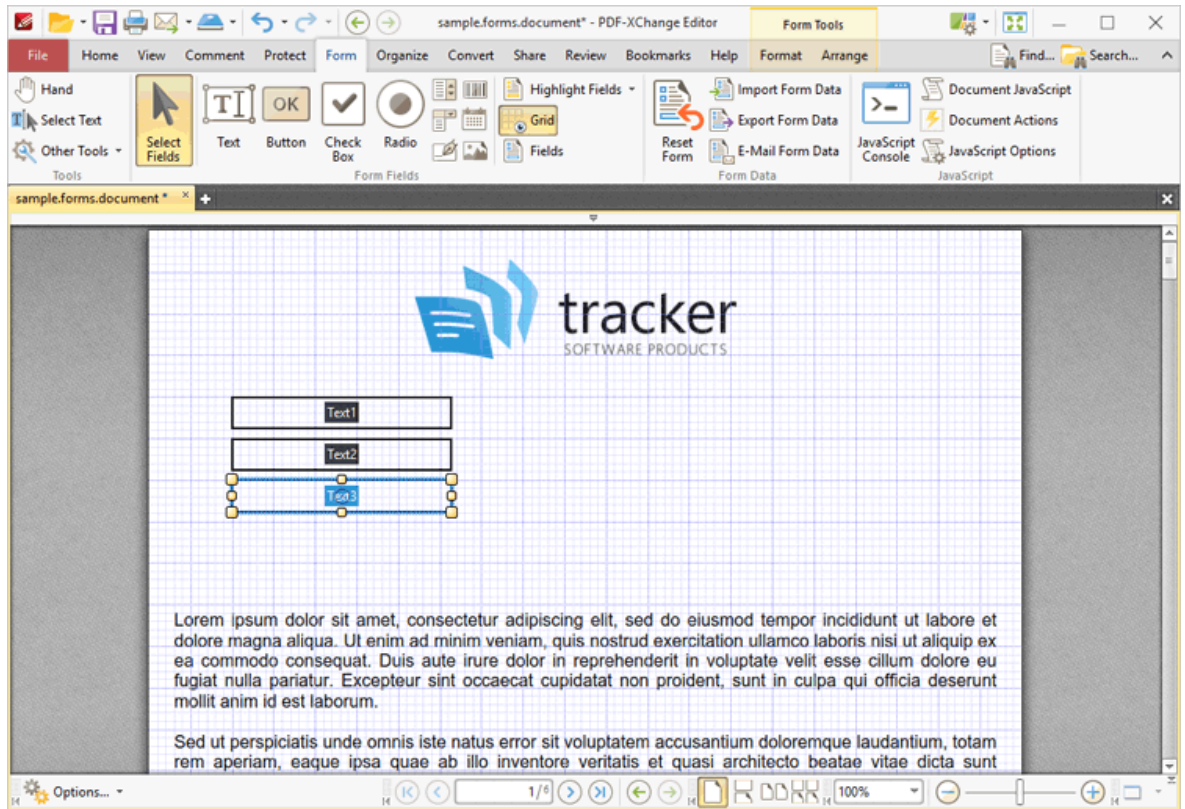 sample.forms.document* - PDF-XChange Editor
Form Tools
File Home View Comment Protect Form Organize Convert Share Review Bookmarks Help Format Arrange Find... Search...
Hand
Select Text
Other Tools
Tools
Select Fields
Text
Button
OK
Check Box
Radio
Highlight Fields
Grid
Fields
Form Fields
Reset Form
Import Form Data
Export Form Data
E-Mail Form Data
Form Data
JavaScript Console
Document JavaScript
Document Actions
JavaScript Options
JavaScript
sample.forms.document *
tracker
SOFTWARE PRODUCTS
Text1
Text2
Text3
Lorem ipsum dolor sit amet, consectetur adipiscing elit, sed do eiusmod tempor incididunt ut labore et
dolore magna aliqua. Ut enim ad minim veniam, quis nostrud exercitation ullamco laboris nisi ut aliquip ex
ea commodo consequat. Duis aute irure dolor in reprehenderit in voluptate velit esse cillum dolore eu
fugiat nulla pariatur. Excepteur sint occaecat cupidatat non proident, sunt in culpa qui officia deserunt
mollit anim id est laborum.
Sed ut perspiciatis unde omnis iste natus error sit voluptatem accusantium doloremque laudantium, totam
rem aperiam, eaque ipsa quae ab illo inventore veritatis et quasi architecto beatae vitae dicta sunt
Options...
1/6
100%